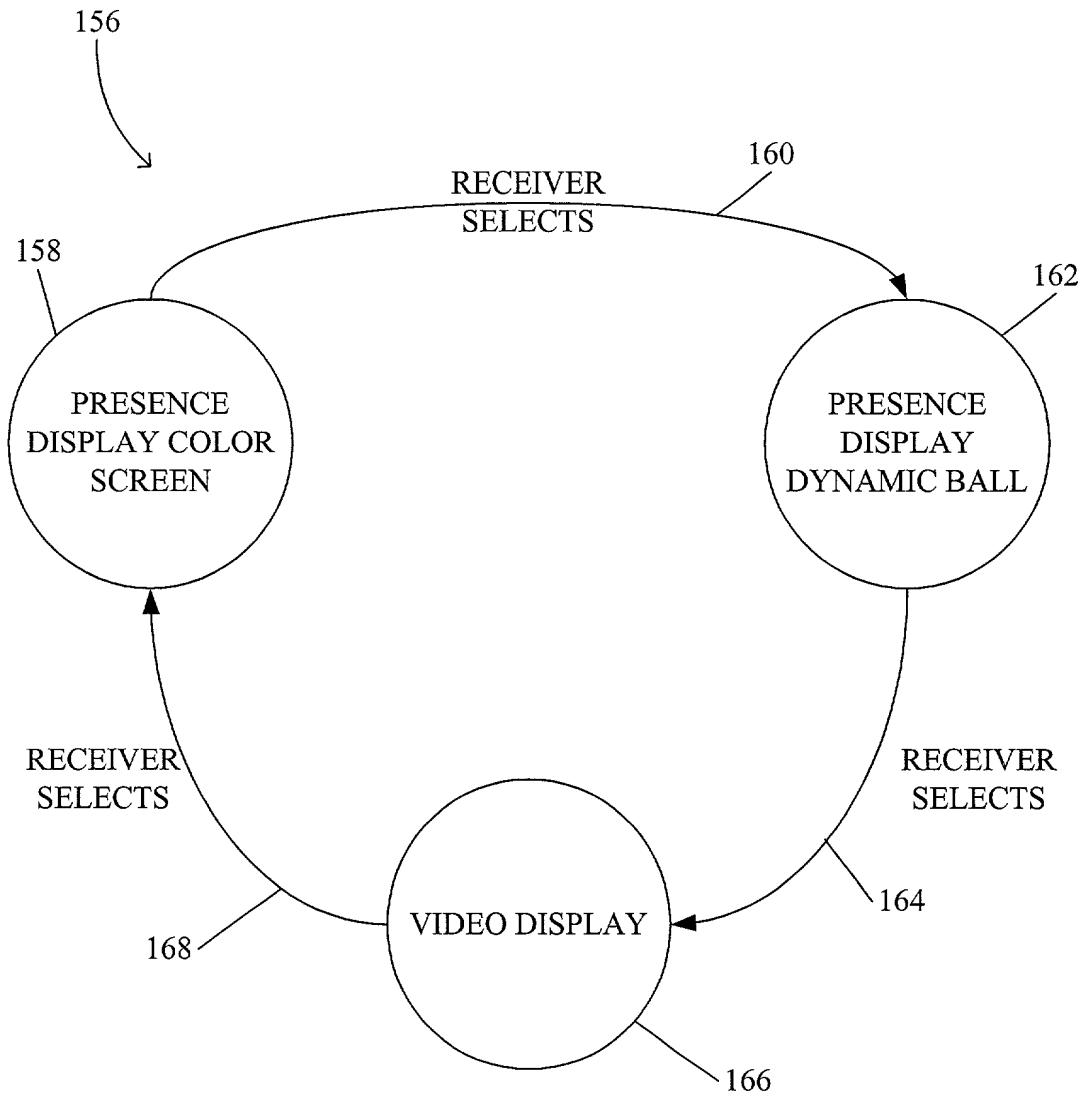 156
160
RECEIVER
SELECTS
158
162
PRESENCE
DISPLAY COLOR
SCREEN
PRESENCE
DISPLAY
DYNAMIC BALL
RECEIVER
SELECTS
RECEIVER
SELECTS
164
VIDEO DISPLAY
168
166